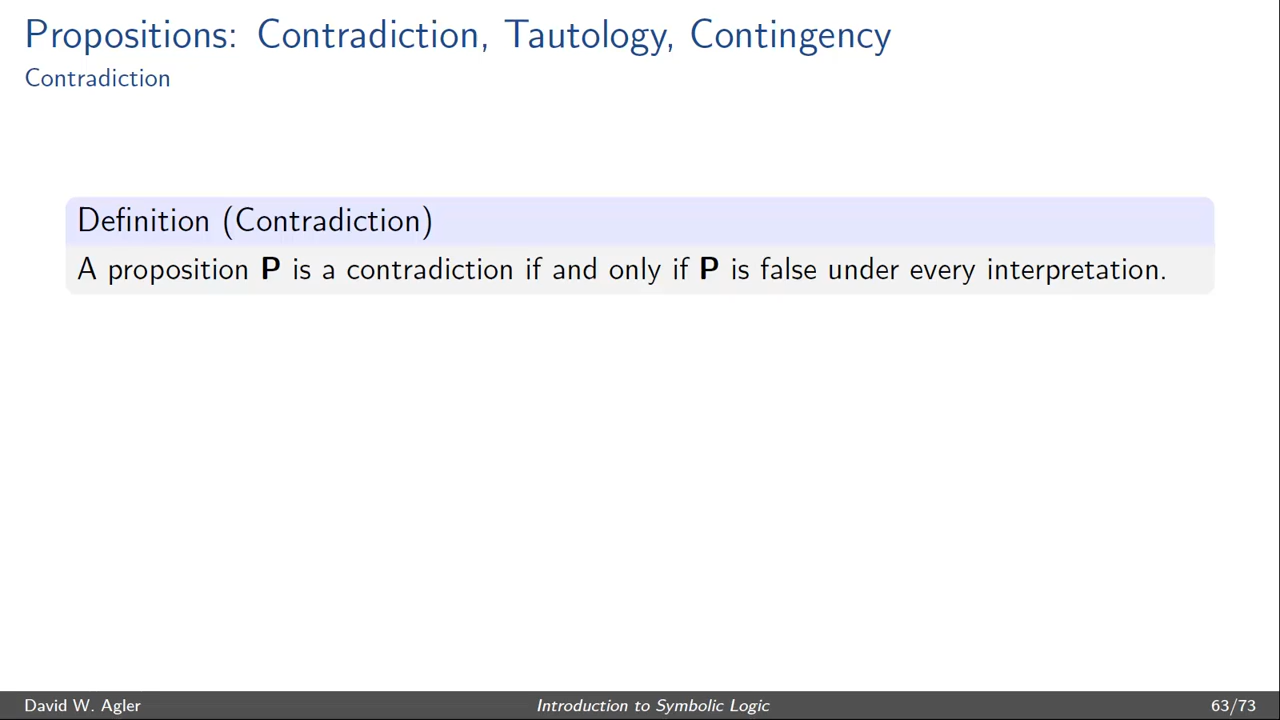 Propositions: Contradiction, Tautology, Contingency
Contradiction
Definition (Contradiction)
A proposition P is a contradiction if and only if P is false under every interpretation.
David W. Agler
Introduction to Symbolic Logic
63/73